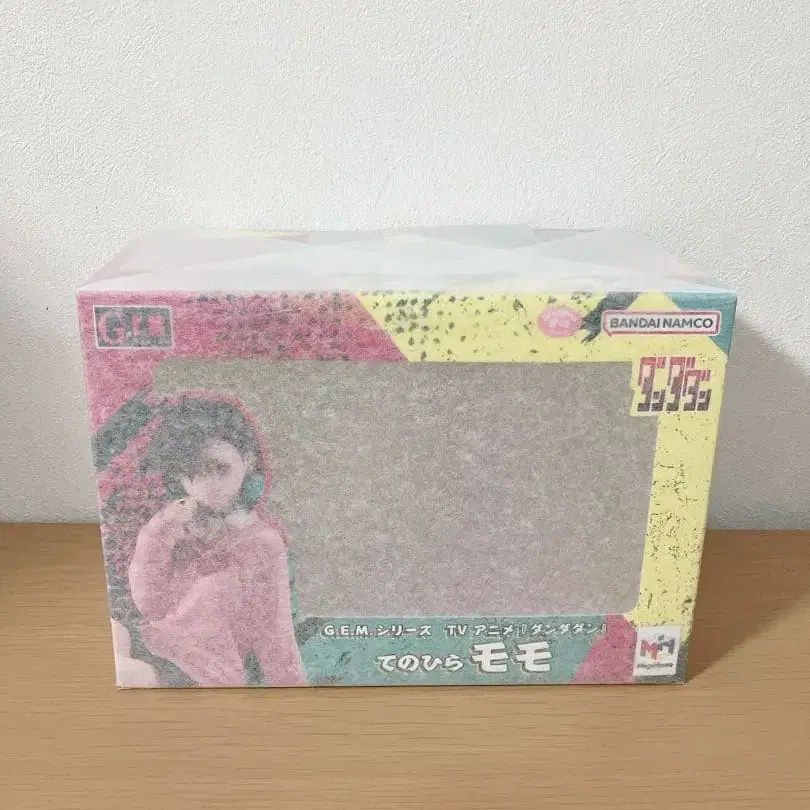 G.E.M.
BANDAI NAMCO
ダンダダン
G.E.M.シリーズ TVアニメ『ダンダダン』
てのひら モモ
MegaHouse